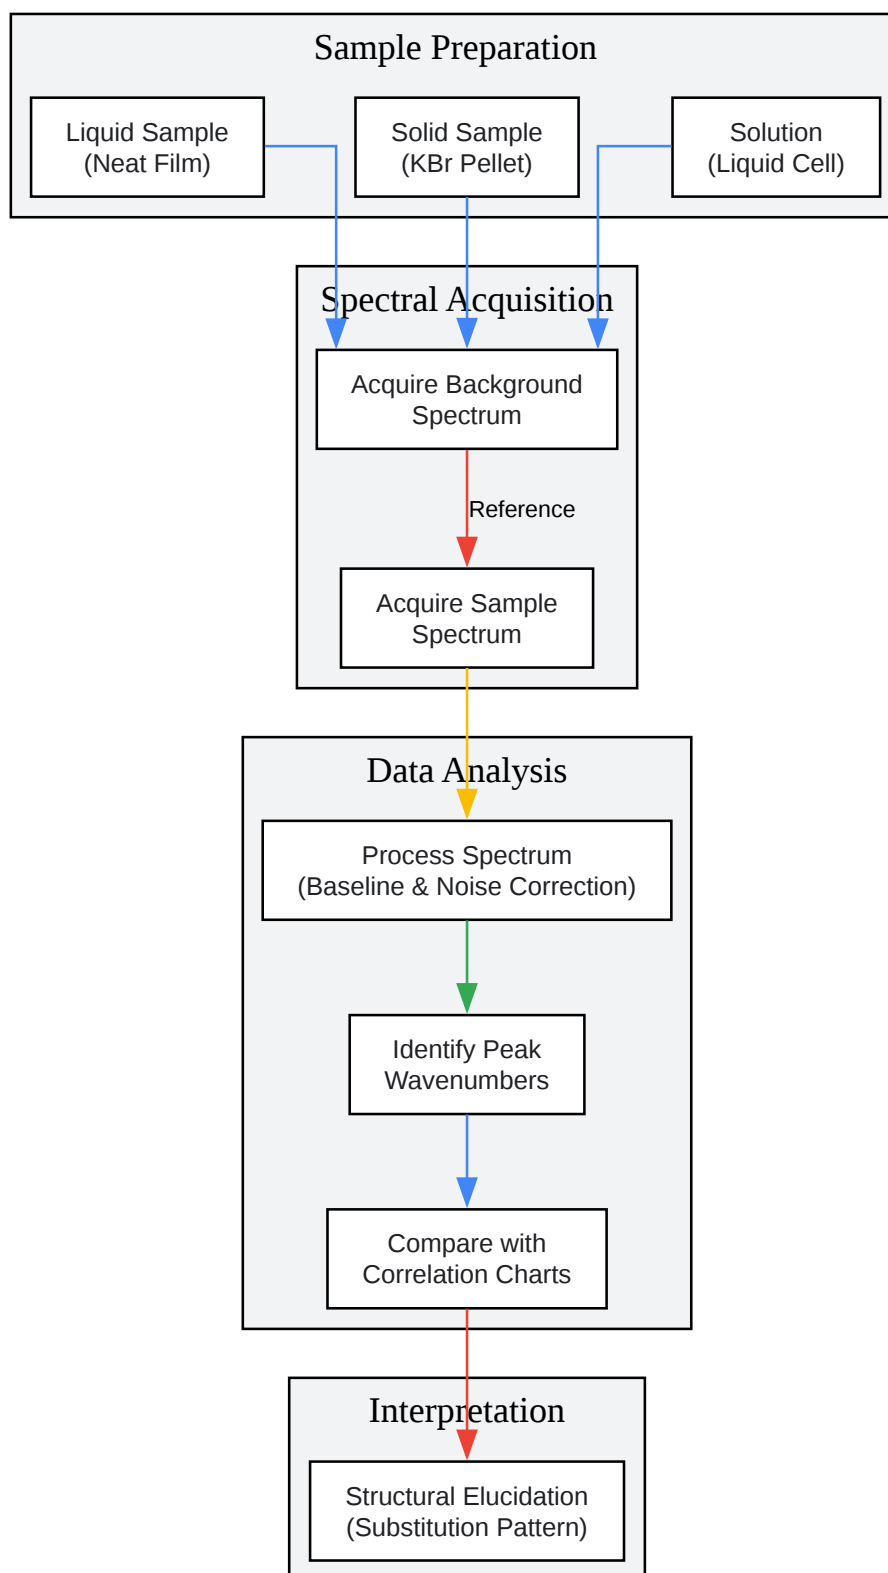 Sample Preparation
Liquid Sample
(Neat Film)
Solid Sample
(KBr Pellet)
Solution
(Liquid Cell)
Spectral Acquisition
Acquire Background
Spectrum
Reference
Acquire Sample
Spectrum
Data Analysis
Process Spectrum
(Baseline & Noise Correction)
Identify Peak
Wavenumbers
Compare with
Correlation Charts
Interpretation
Structural Elucidation
(Substitution Pattern)